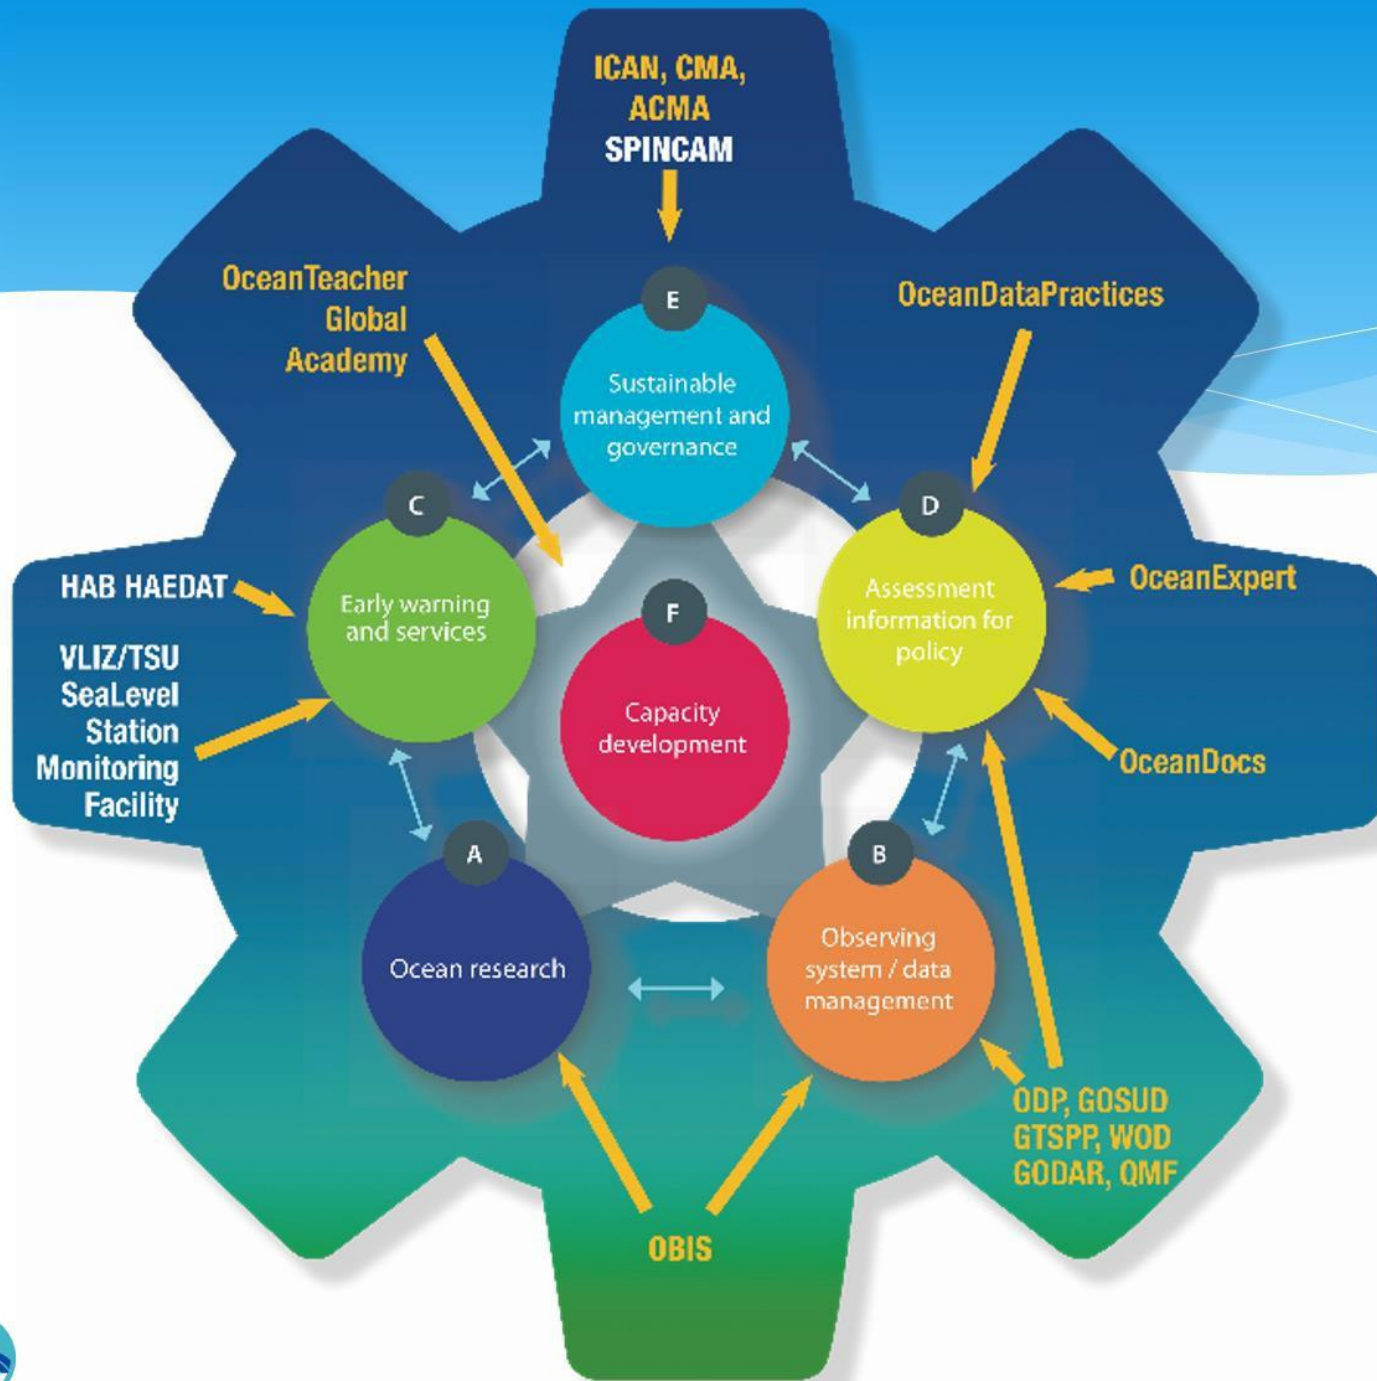 ICAN, CMA,
ACMA
SPINCAM
OceanTeacher
Global
Academy
OceanDataPractices
E
Sustainable
management and
governance
C
Early warning
and services
D
Assessment
information for
policy
HAB HAEDAT
VLIZ/TSU
SeaLevel
Station
Monitoring
Facility
OceanExpert
OceanDocs
F
Capacity
development
A
Ocean research
B
Observing
system / data
management
ODP, GOSUD
GTSPP, WOD
GODAR, QMF
OBIS